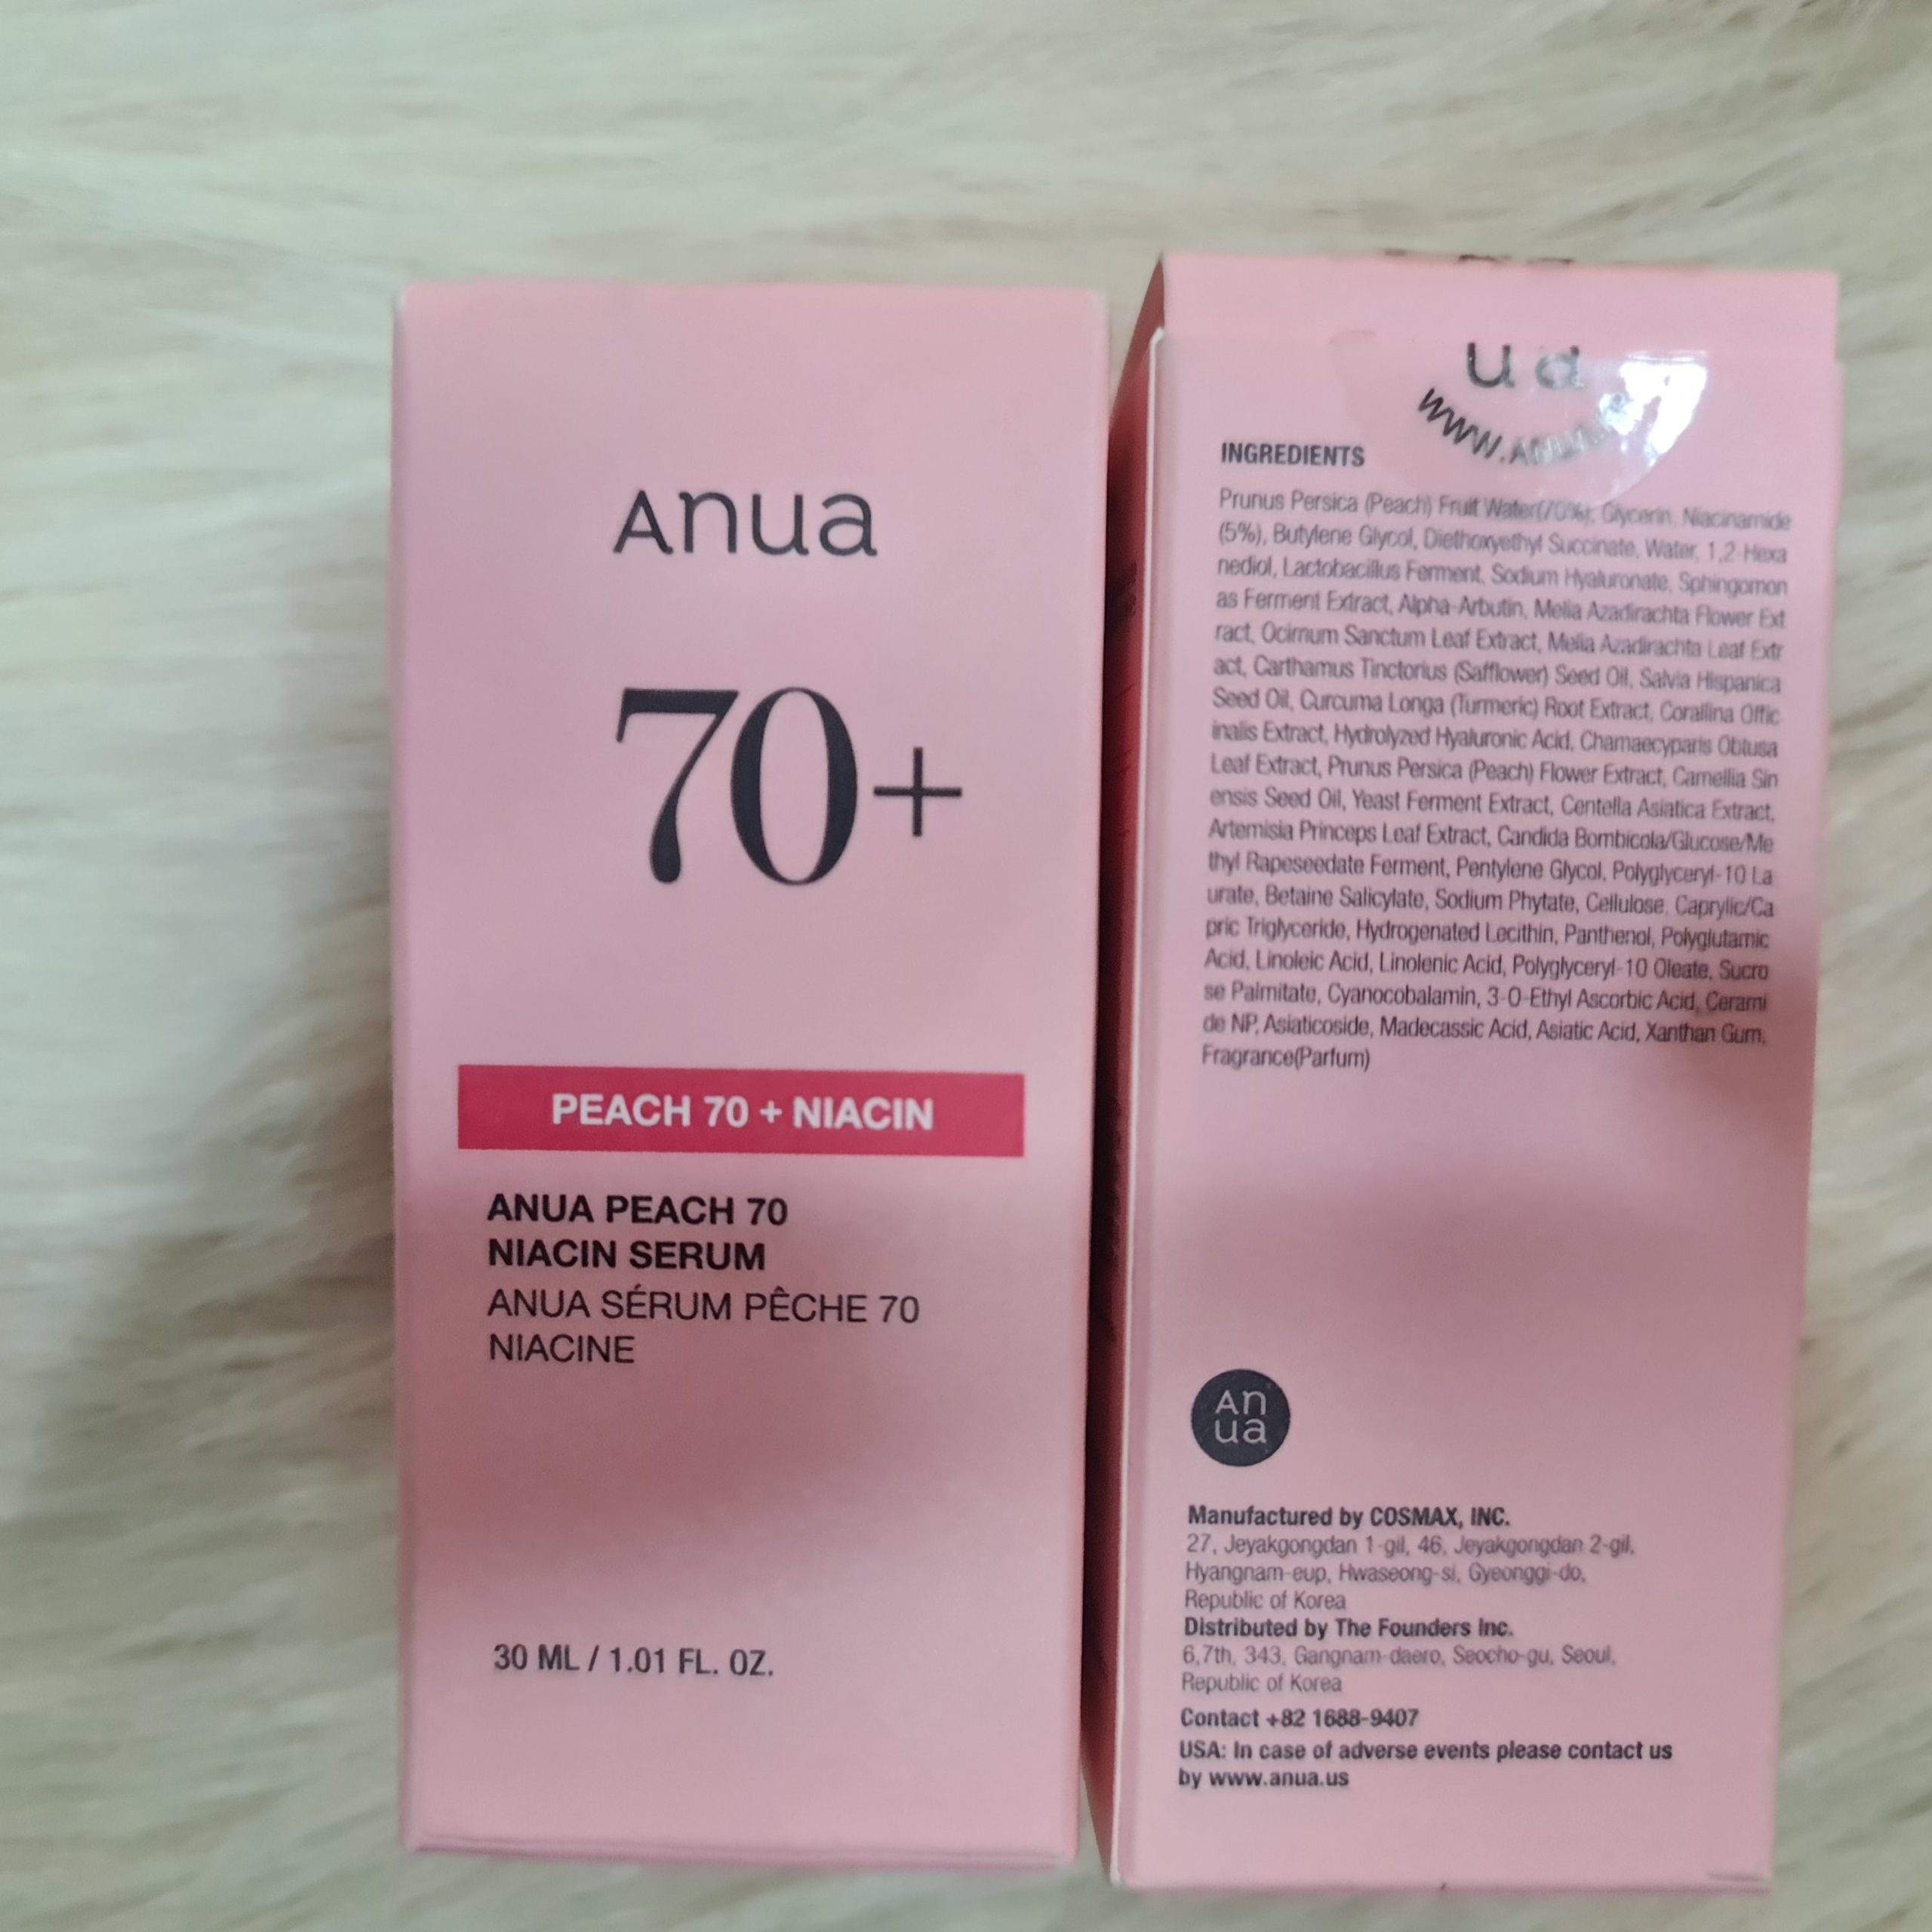 Anua
70+
PEACH 70 + NIACIN
ANUA PEACH 70
NIACIN SERUM
ANUA SÉRUM PÊCHE 70
NIACINE
30 ML / 1.01 FL. OZ.
ua
INGREDIENTS
Prunus Persica (Peach) Fruit Water(70%), Glycerin, Niacinamide
(5%), Butylene Glycol, Diethoxyethyl Succinate, Water, 1,2-Hexa
nediol, Lactobacillus Ferment, Sodium Hyaluronate, Sphingomon
as Ferment Extract, Alpha-Arbutin, Melia Azadirachta Flower Ext
ract, Ocimum Sanctum Leaf Extract, Melia Azadirachta Leaf Extr
act, Carthamus Tinctorius (Safflower) Seed Oil, Salvia Hispanica
Seed Oil, Curcuma Longa (Turmeric) Root Extract, Corallina Offic
inalis Extract, Hydrolyzed Hyaluronic Acid, Chamaecyparis Obtusa
Leaf Extract, Prunus Persica (Peach) Flower Extract, Camellia Sin
ensis Seed Oil, Yeast Ferment Extract, Centella Asiatica Extract,
Artemisia Princeps Leaf Extract, Candida Bombicola/Glucose/Me
thyl Rapeseedate Ferment, Pentylene Glycol, Polyglyceryl-10 La
urate, Betaine Salicylate, Sodium Phytate, Cellulose, Caprylic/Ca
pric Triglyceride, Hydrogenated Lecithin, Panthenol, Polyglutamic
Acid, Linoleic Acid, Linolenic Acid, Polyglyceryl-10 Oleate, Sucro
se Palmitate, Cyanocobalamin, 3-O-Ethyl Ascorbic Acid, Cerami
de NP, Asiaticoside, Madecassic Acid, Asiatic Acid, Xanthan Gum,
Fragrance(Parfum)
An
ua
Manufactured by COSMAX, INC.
27, Jeyakgongdan 1-gil, 46, Jeyakgongdan 2-gil,
Hyangnam-eup, Hwaseong-si, Gyeonggi-do,
Republic of Korea
Distributed by The Founders Inc.
6,7th, 343, Gangnam-daero, Seocho-gu, Seoul,
Republic of Korea
Contact +82 1688-9407
USA: In case of adverse events please contact us
by www.anua.us